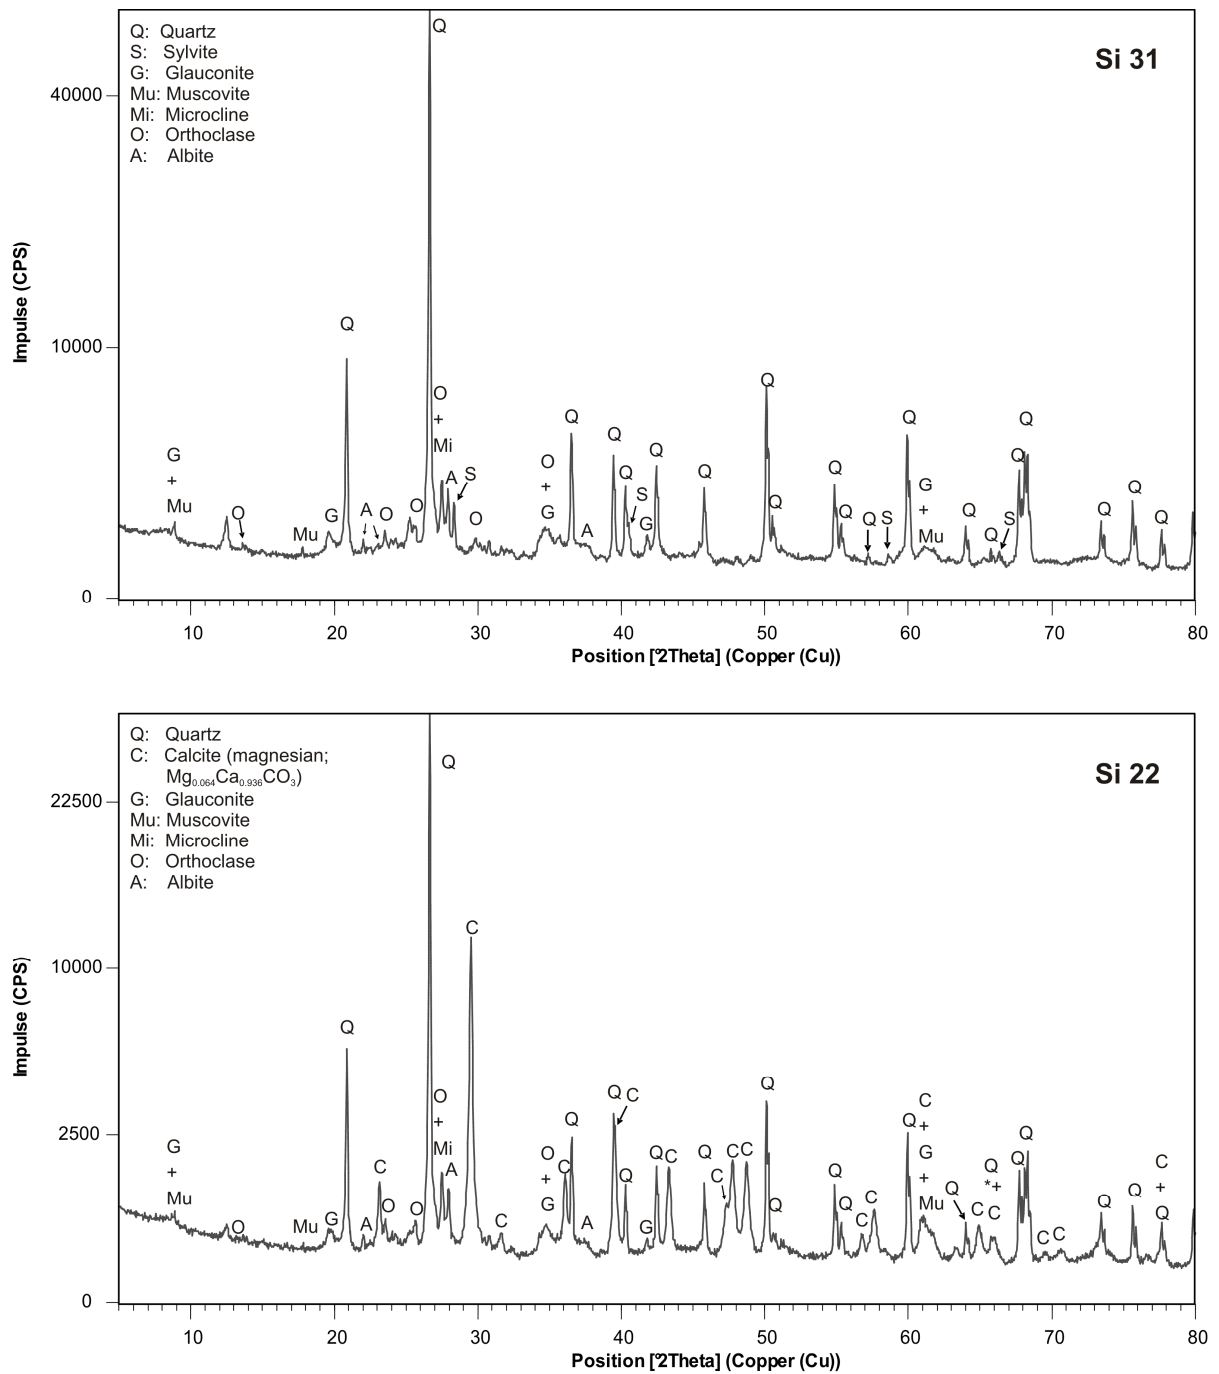 Si 31
Q: Quartz
S: Sylvite
G: Glauconite
Mu: Muscovite
Mi: Microcline
O: Orthoclase
A: Albite
40000
10000
0
Impulse (CPS)
Q
Q
O
+
Mi
A
S
G
+
Mu
O
Mu
G
A
O
O
O
O
+
G
Q
A
Q
Q
S
G
Q
Q
Q
Q
Q
Q
Q
S
Q
G
+
Mu
Q
Q
S
Q
Q
Q
Q
Q
10 20 30 40 50 60 70 80
Position [°2Theta] (Copper (Cu))
Si 22
Q: Quartz
C: Calcite (magnesian;
Mg0.064Ca0.936CO3)
G: Glauconite
Mu: Muscovite
Mi: Microcline
O: Orthoclase
A: Albite
22500
10000
2500
0
Impulse (CPS)
Q
C
Q
G
+
Mu
O
Mu
G
A
C
O
O
O
+
Mi
A
C
O
+
G
C
Q
A
Q
C
Q
G
Q
C
Q
C
C
C
Q
Q
Q
Q
C
C
Q
C
+
G
+
Mu
Q
C
Q
*+
C
Q
Q
C
C
Q
Q
C
+
Q
10 20 30 40 50 60 70 80
Position [°2Theta] (Copper (Cu))